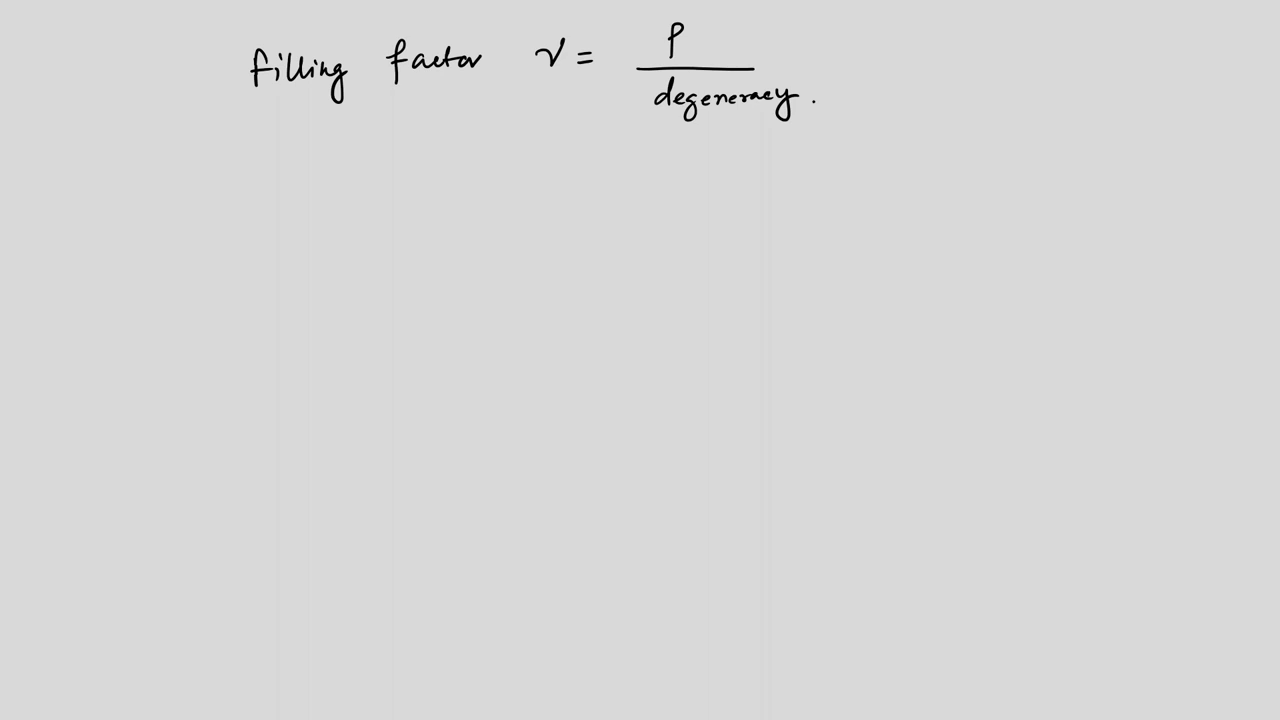 filling factor ν = ρ / degeneracy.